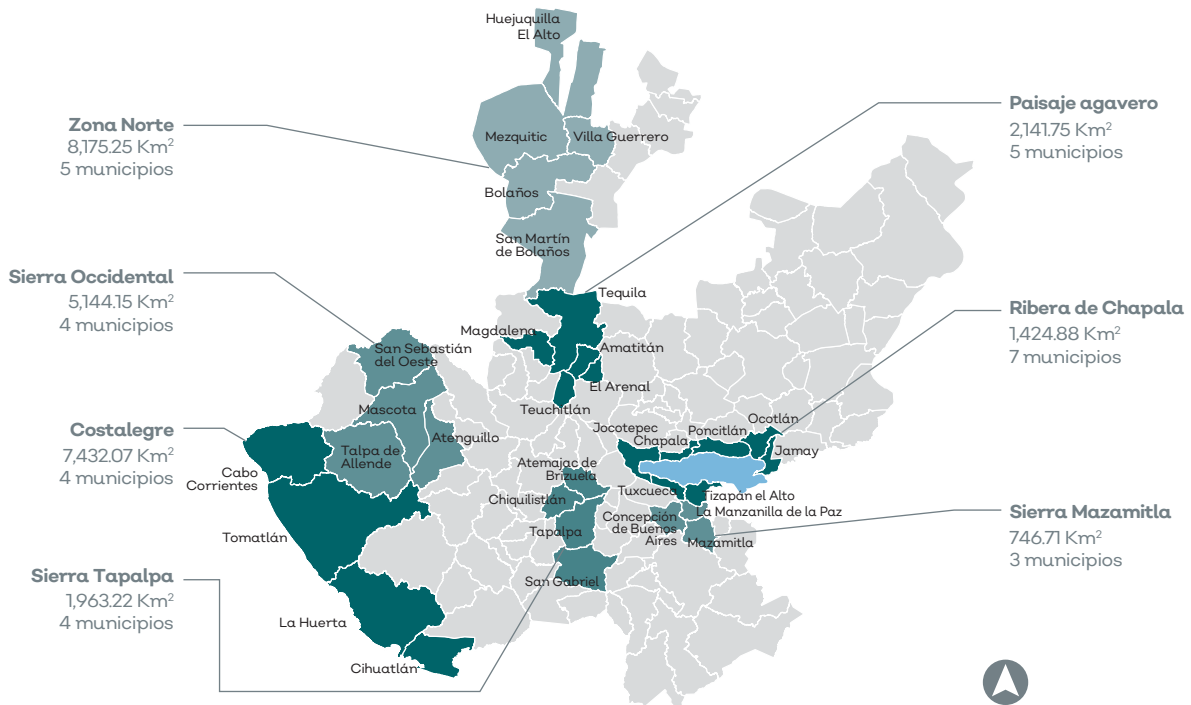 Huejuquilla
El Alto
Mezquitic
Villa Guerrero
Bolaños
San Martín
de Bolaños
Zona Norte
8,175.25 Km²
5 municipios
Sierra Occidental
5,144.15 Km²
4 municipios
San Sebastián
del Oeste
Mascota
Talpa de
Allende
Atenguillo
Costalegre
7,432.07 Km²
4 municipios
Cabo
Corrientes
Tomatlán
La Huerta
Cihuatlán
Sierra Tapalpa
1,963.22 Km²
4 municipios
Atemajac de
Brizuela
Chiquilistlán
Tapalpa
San Gabriel
Paisaje agavero
2,141.75 Km²
5 municipios
Tequila
Magdalena
Amatitán
El Arenal
Teuchitlán
Ribera de Chapala
1,424.88 Km²
7 municipios
Jocotepec
Chapala
Poncitlán
Ocotlán
Jamay
Tuxcueca
Tizapán el Alto
Sierra Mazamitla
746.71 Km²
3 municipios
La Manzanilla de la Paz
Concepción
de Buenos
Aires
Mazamitla